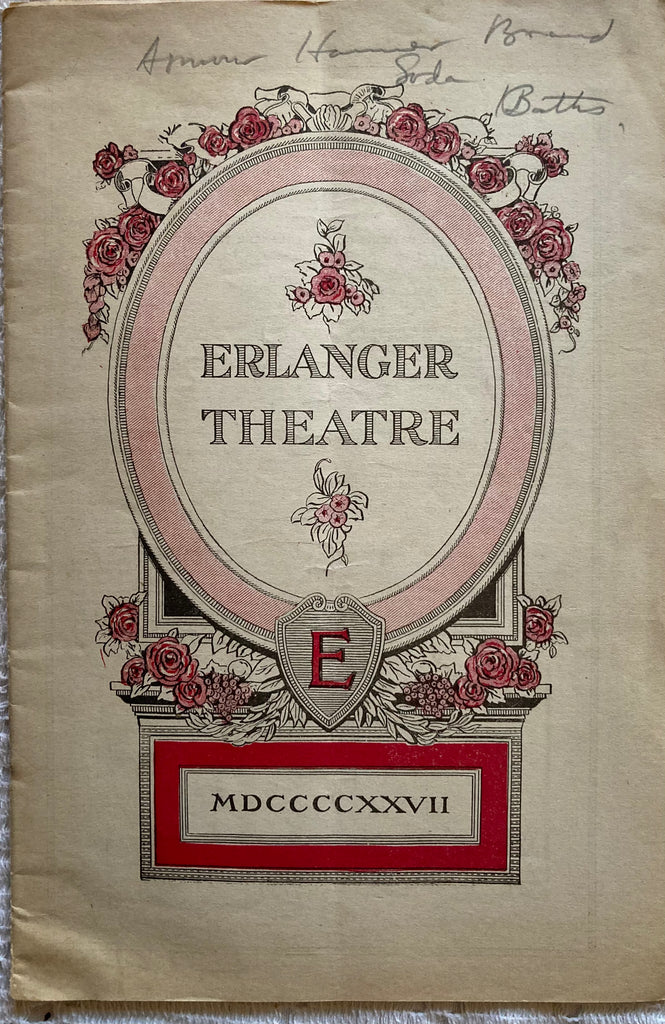 Armour Hammer Brand
Soda
Baths.
ERLANGER
THEATRE
E
MDCCCCXXVII